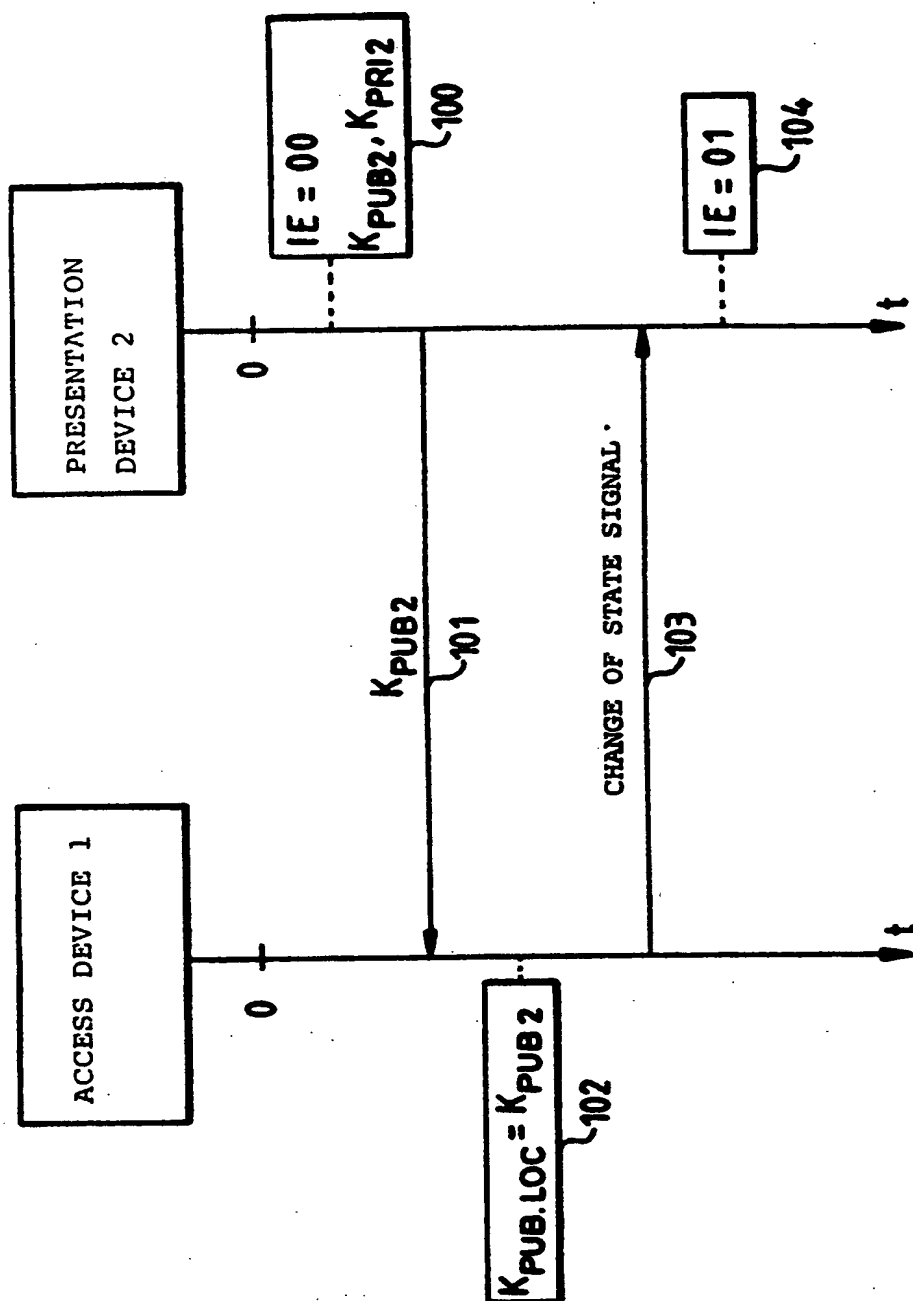 ACCESS DEVICE 1
PRESENTATION
DEVICE 2
0
0
IE = 00
KPUB2, KPRI2
100
KPUB2
101
KPUB.LOC = KPUB2
102
CHANGE OF STATE SIGNAL
103
IE = 01
104
t
t